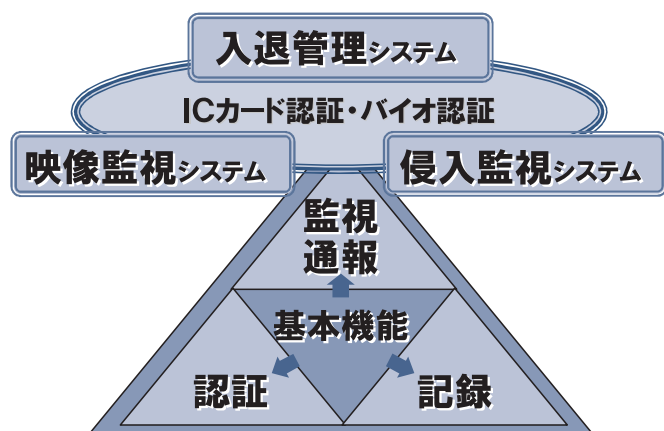 入退管理システム
ICカード認証・バイオ認証
映像監視システム
侵入監視システム
監視
通報
基本機能
認証
記録